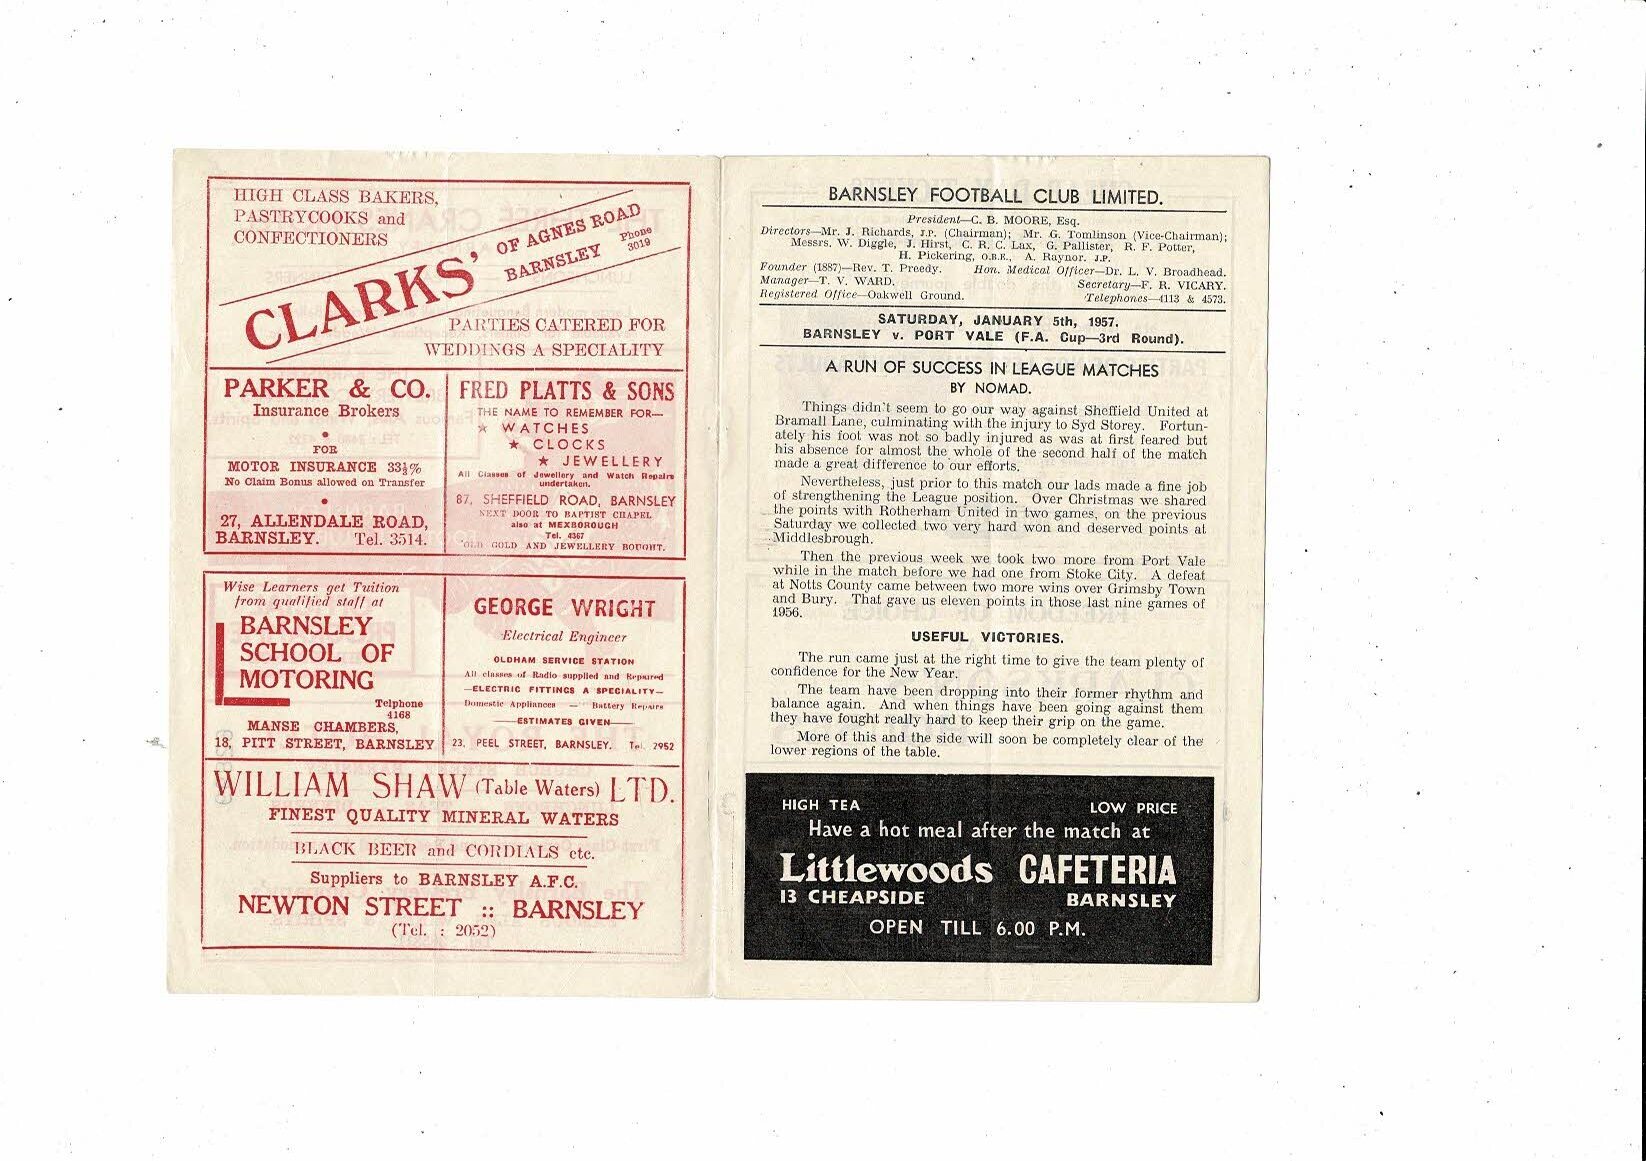 HIGH CLASS BAKERS,
PASTRYCOOKS and
CONFECTIONERS
CLARKS'
OF AGNES ROAD
BARNSLEY
Phone
3019
PARTIES CATERED FOR
WEDDINGS A SPECIALITY
PARKER & CO.
Insurance Brokers
FOR
MOTOR INSURANCE 33⅓%
No Claim Bonus allowed on Transfer
27, ALLENDALE ROAD,
BARNSLEY. Tel. 3514.
FRED PLATTS & SONS
THE NAME TO REMEMBER FOR—
★ WATCHES
★ CLOCKS
★ JEWELLERY
All Classes of Jewellery and Watch Repairs
undertaken.
87, SHEFFIELD ROAD, BARNSLEY
NEXT DOOR TO BAPTIST CHAPEL
also at MEXBOROUGH
Tel. 4367
OLD GOLD AND JEWELLERY BOUGHT.
Wise Learners get Tuition
from qualified staff at
BARNSLEY
SCHOOL OF
MOTORING
Telphone
4168
MANSE CHAMBERS,
18, PITT STREET, BARNSLEY
GEORGE WRIGHT
Electrical Engineer
OLDHAM SERVICE STATION
All classes of Radio supplied and Repaired
—ELECTRIC FITTINGS A SPECIALITY—
Domestic Appliances — Battery Repairs
—ESTIMATES GIVEN—
23, PEEL STREET, BARNSLEY. Tel. 2952
WILLIAM SHAW (Table Waters) LTD.
FINEST QUALITY MINERAL WATERS
BLACK BEER and CORDIALS etc.
Suppliers to BARNSLEY A.F.C.
NEWTON STREET :: BARNSLEY
(Tel. : 2052)
BARNSLEY FOOTBALL CLUB LIMITED.
President—C. B. MOORE, Esq.
Directors—Mr. J. Richards, J.P. (Chairman); Mr. G. Tomlinson (Vice-Chairman);
Messrs. W. Diggle, J. Hirst, C. R. C. Lax, G. Pallister, R. F. Potter,
H. Pickering, O.B.E., A. Raynor. J.P.
Founder (1887)—Rev. T. Preedy. Hon. Medical Officer—Dr. L. V. Broadhead.
Manager—T. V. WARD. Secretary—F. R. VICARY.
Registered Office—Oakwell Ground. Telephones—4113 & 4573.
SATURDAY, JANUARY 5th, 1957.
BARNSLEY v. PORT VALE (F.A. Cup—3rd Round).
A RUN OF SUCCESS IN LEAGUE MATCHES
BY NOMAD.
Things didn't seem to go our way against Sheffield United at
Bramall Lane, culminating with the injury to Syd Storey. Fortun-
ately his foot was not so badly injured as was at first feared but
his absence for almost the whole of the second half of the match
made a great difference to our efforts.
Nevertheless, just prior to this match our lads made a fine job
of strengthening the League position. Over Christmas we shared
the points with Rotherham United in two games, on the previous
Saturday we collected two very hard won and deserved points at
Middlesbrough.
Then the previous week we took two more from Port Vale
while in the match before we had one from Stoke City. A defeat
at Notts County came between two more wins over Grimsby Town
and Bury. That gave us eleven points in those last nine games of
1956.
USEFUL VICTORIES.
The run came just at the right time to give the team plenty of
confidence for the New Year.
The team have been dropping into their former rhythm and
balance again. And when things have been going against them
they have fought really hard to keep their grip on the game.
More of this and the side will soon be completely clear of the
lower regions of the table.
HIGH TEA LOW PRICE
Have a hot meal after the match at
Littlewoods CAFETERIA
13 CHEAPSIDE BARNSLEY
OPEN TILL 6.00 P.M.